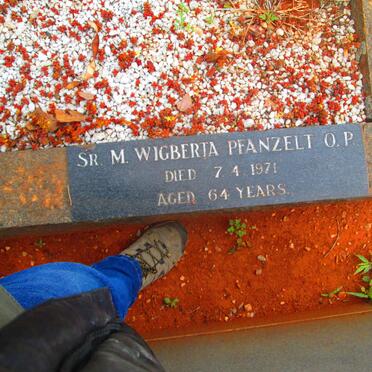 SR. M. WIGBERTA PFANZELT O.P.
DIED 7.4.1971
AGED 64 YEARS.